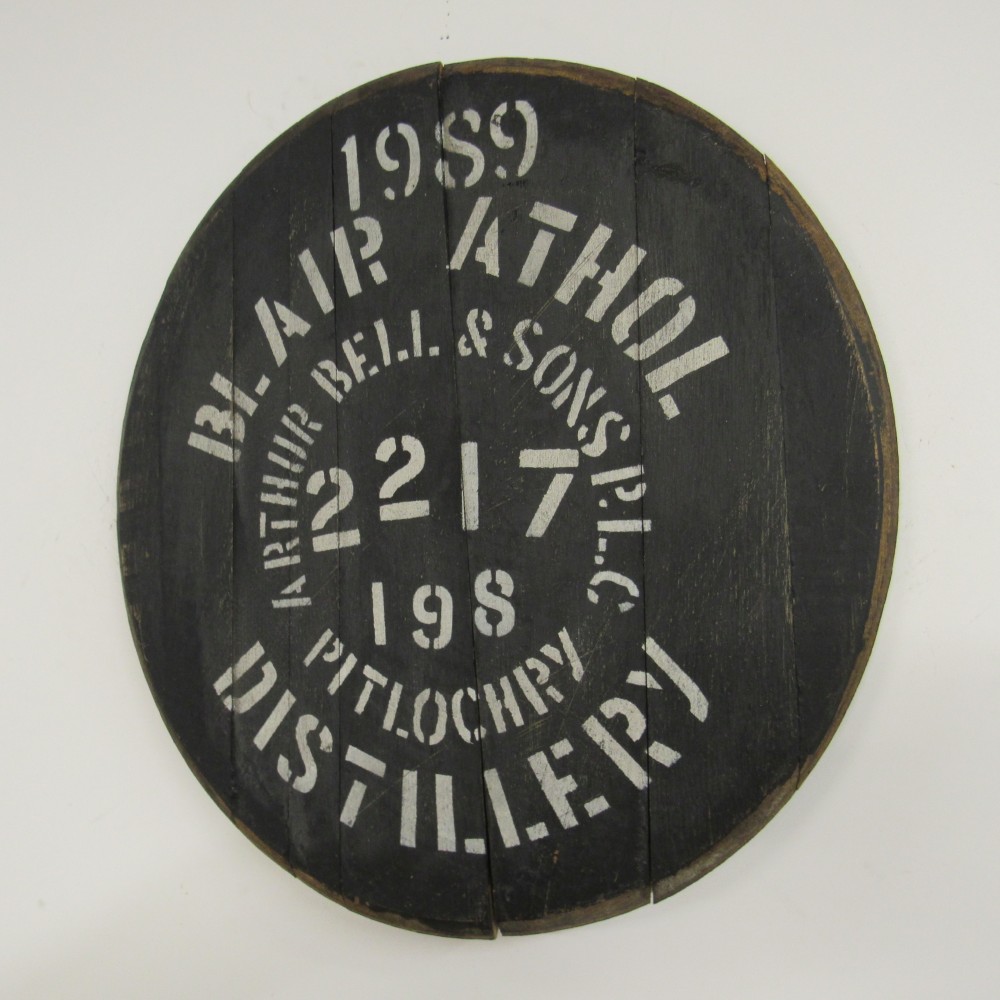 1989
BLAIR ATHOL
ARTHUR BELL & SONS P.L.C
2217
198
PITLOCHRY
DISTILLERY